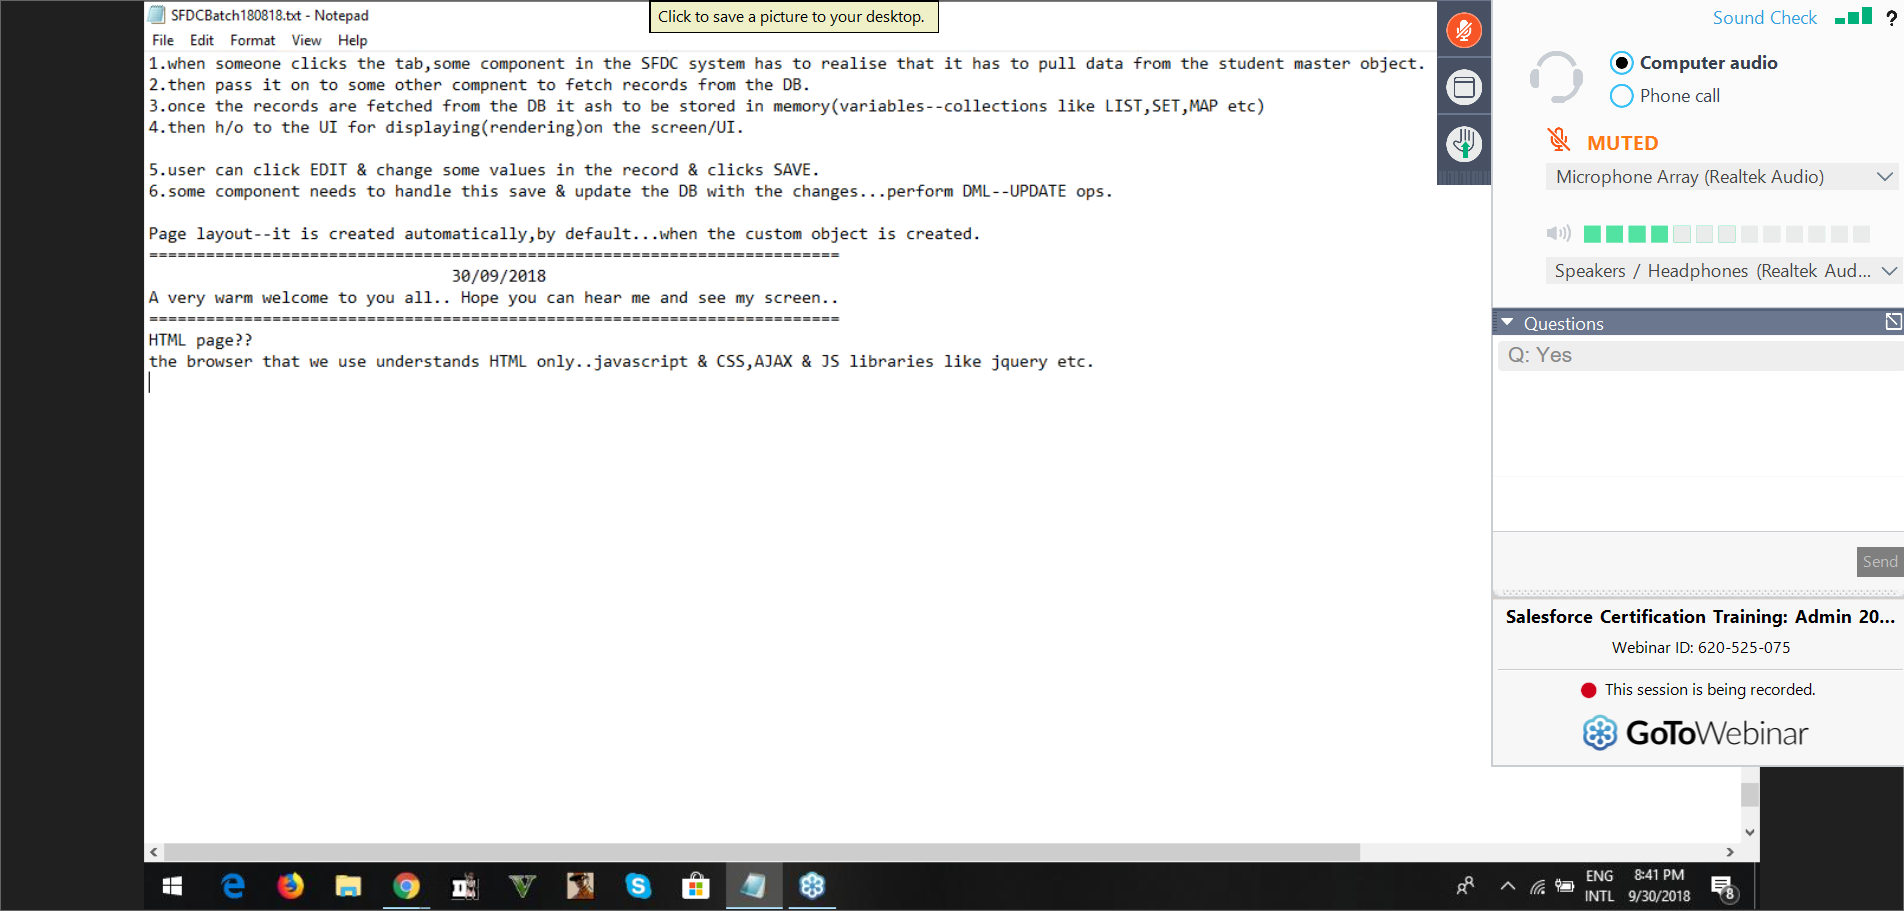 SFDCBatch180818.txt - Notepad
Click to save a picture to your desktop.
File Edit Format View Help
1.when someone clicks the tab,some component in the SFDC system has to realise that it has to pull data from the student master object.
2.then pass it on to some other compnent to fetch records from the DB.
3.once the records are fetched from the DB it ash to be stored in memory(variables--collections like LIST,SET,MAP etc)
4.then h/o to the UI for displaying(rendering)on the screen/UI.
5.user can click EDIT & change some values in the record & clicks SAVE.
6.some component needs to handle this save & update the DB with the changes...perform DML--UPDATE ops.
Page layout--it is created automatically,by default...when the custom object is created.
=========================================================================
30/09/2018
A very warm welcome to you all.. Hope you can hear me and see my screen..
=========================================================================
HTML page??
the browser that we use understands HTML only..javascript & CSS,AJAX & JS libraries like jquery etc.
Sound Check ?
Computer audio
Phone call
MUTED
Microphone Array (Realtek Audio)
Speakers / Headphones (Realtek Aud...
Questions
Q: Yes
Send
Salesforce Certification Training: Admin 20...
Webinar ID: 620-525-075
This session is being recorded.
GoToWebinar
ENG
INTL
8:41 PM
9/30/2018
8